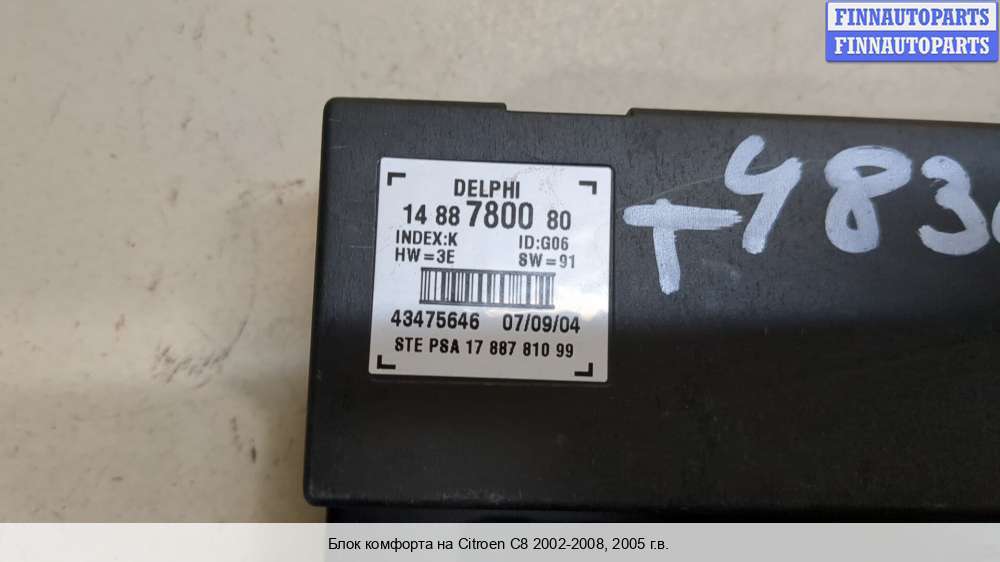 FINNAUTOPARTS
FINNAUTOPARTS
DELPHI
14 88 7800 80
INDEX:K ID:G06
HW=3E SW=91
43475646 07/09/04
STE PSA 17 887 810 99
T483
Блок комфорта на Citroen C8 2002-2008, 2005 г.в.